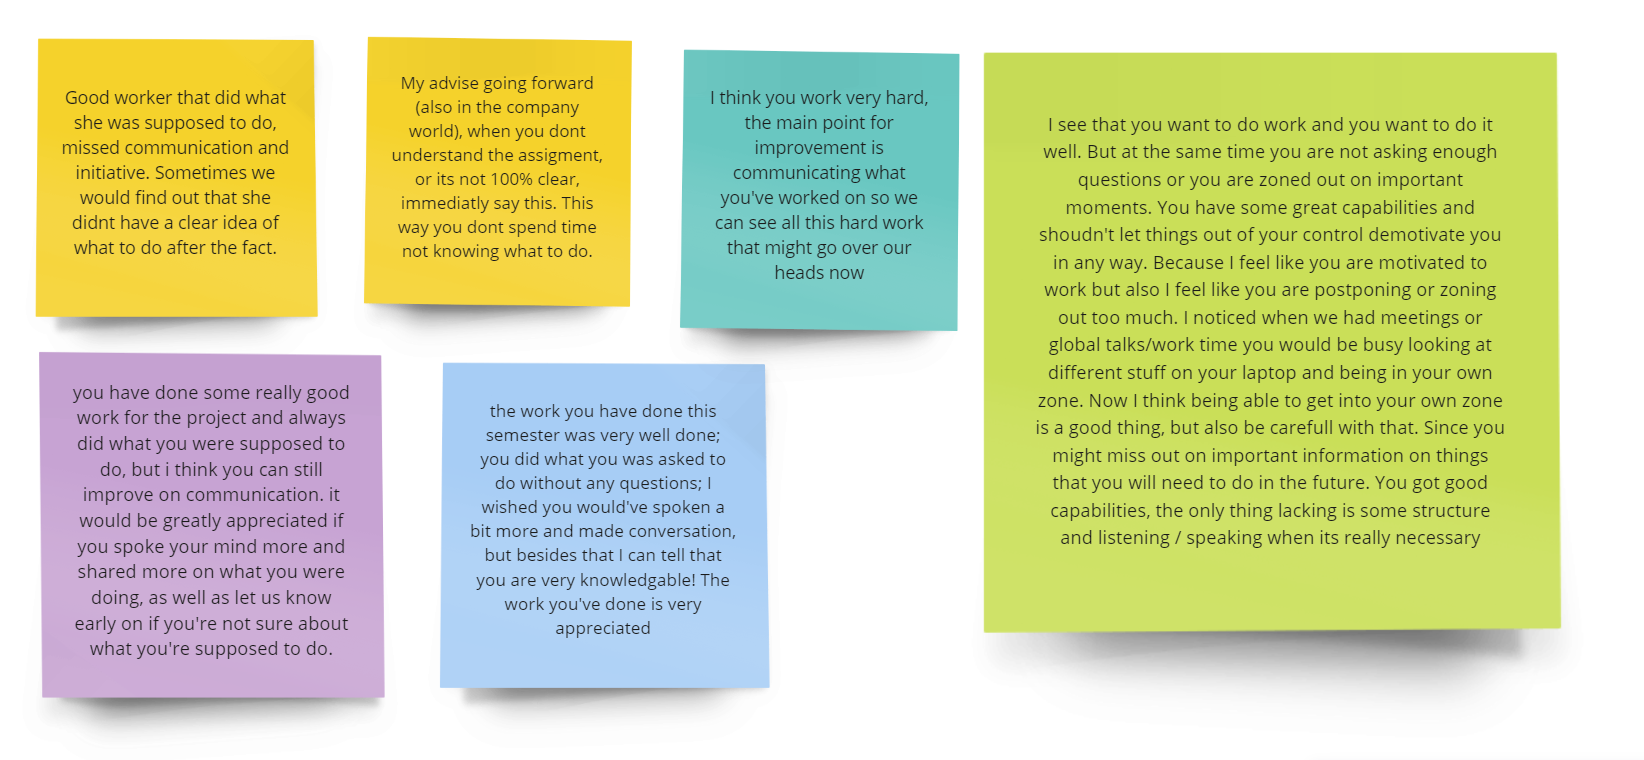 Good worker that did what
she was supposed to do,
missed communication and
initiative. Sometimes we
would find out that she
didnt have a clear idea of
what to do after the fact.
My advise going forward
(also in the company
world), when you dont
understand the assigment,
or its not 100% clear,
immediatly say this. This
way you dont spend time
not knowing what to do.
I think you work very hard,
the main point for
improvement is
communicating what
you've worked on so we
can see all this hard work
that might go over our
heads now
I see that you want to do work and you want to do it
well. But at the same time you are not asking enough
questions or you are zoned out on important
moments. You have some great capabilities and
shoudn't let things out of your control demotivate you
in any way. Because I feel like you are motivated to
work but also I feel like you are postponing or zoning
out too much. I noticed when we had meetings or
global talks/work time you would be busy looking at
different stuff on your laptop and being in your own
zone. Now I think being able to get into your own zone
is a good thing, but also be carefull with that. Since you
might miss out on important information on things
that you will need to do in the future. You got good
capabilities, the only thing lacking is some structure
and listening / speaking when its really necessary
you have done some really good
work for the project and always
did what you were supposed to
do, but i think you can still
improve on communication. it
would be greatly appreciated if
you spoke your mind more and
shared more on what you were
doing, as well as let us know
early on if you're not sure about
what you're supposed to do.
the work you have done this
semester was very well done;
you did what you was asked to
do without any questions; I
wished you would've spoken a
bit more and made conversation,
but besides that I can tell that
you are very knowledgable! The
work you've done is very
appreciated